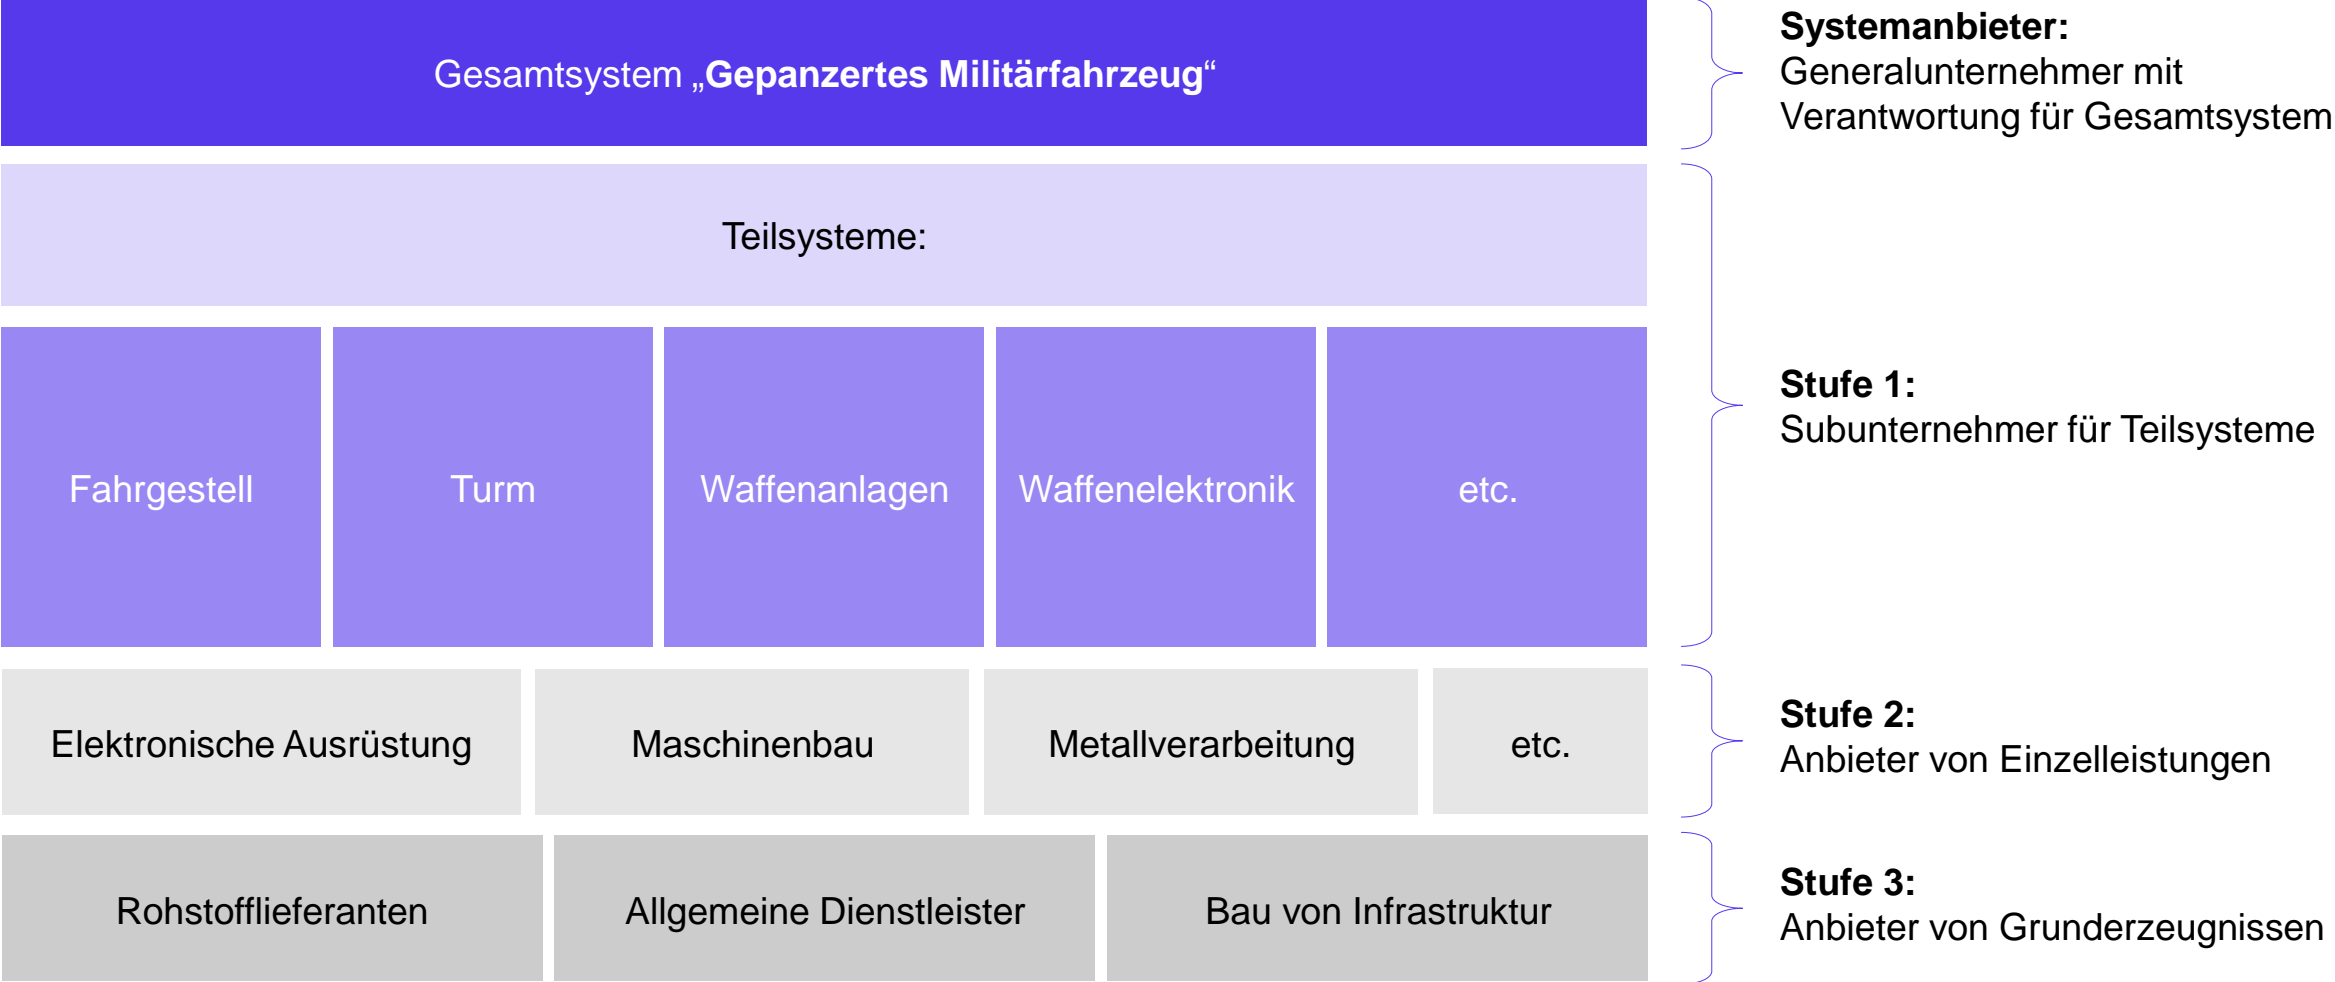 Gesamtsystem „Gepanzertes Militärfahrzeug“
Systemanbieter:
Generalunternehmer mit
Verantwortung für Gesamtsystem
Teilsysteme:
Fahrgestell
Turm
Waffenanlagen
Waffenelektronik
etc.
Stufe 1:
Subunternehmer für Teilsysteme
Elektronische Ausrüstung
Maschinenbau
Metallverarbeitung
etc.
Stufe 2:
Anbieter von Einzelleistungen
Rohstofflieferanten
Allgemeine Dienstleister
Bau von Infrastruktur
Stufe 3:
Anbieter von Grunderzeugnissen